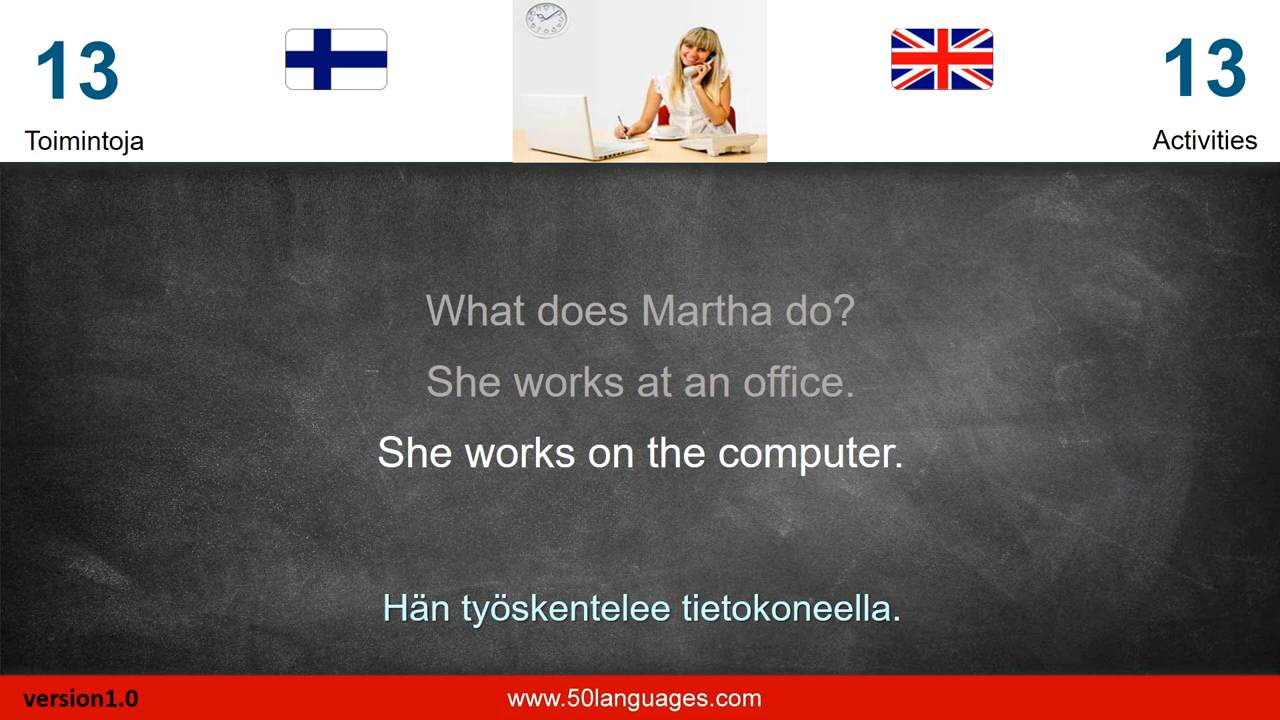 13
Toimintoja
13
Activities
What does Martha do?
She works at an office.
She works on the computer.
Hän työskentelee tietokoneella.
version1.0
www.50languages.com